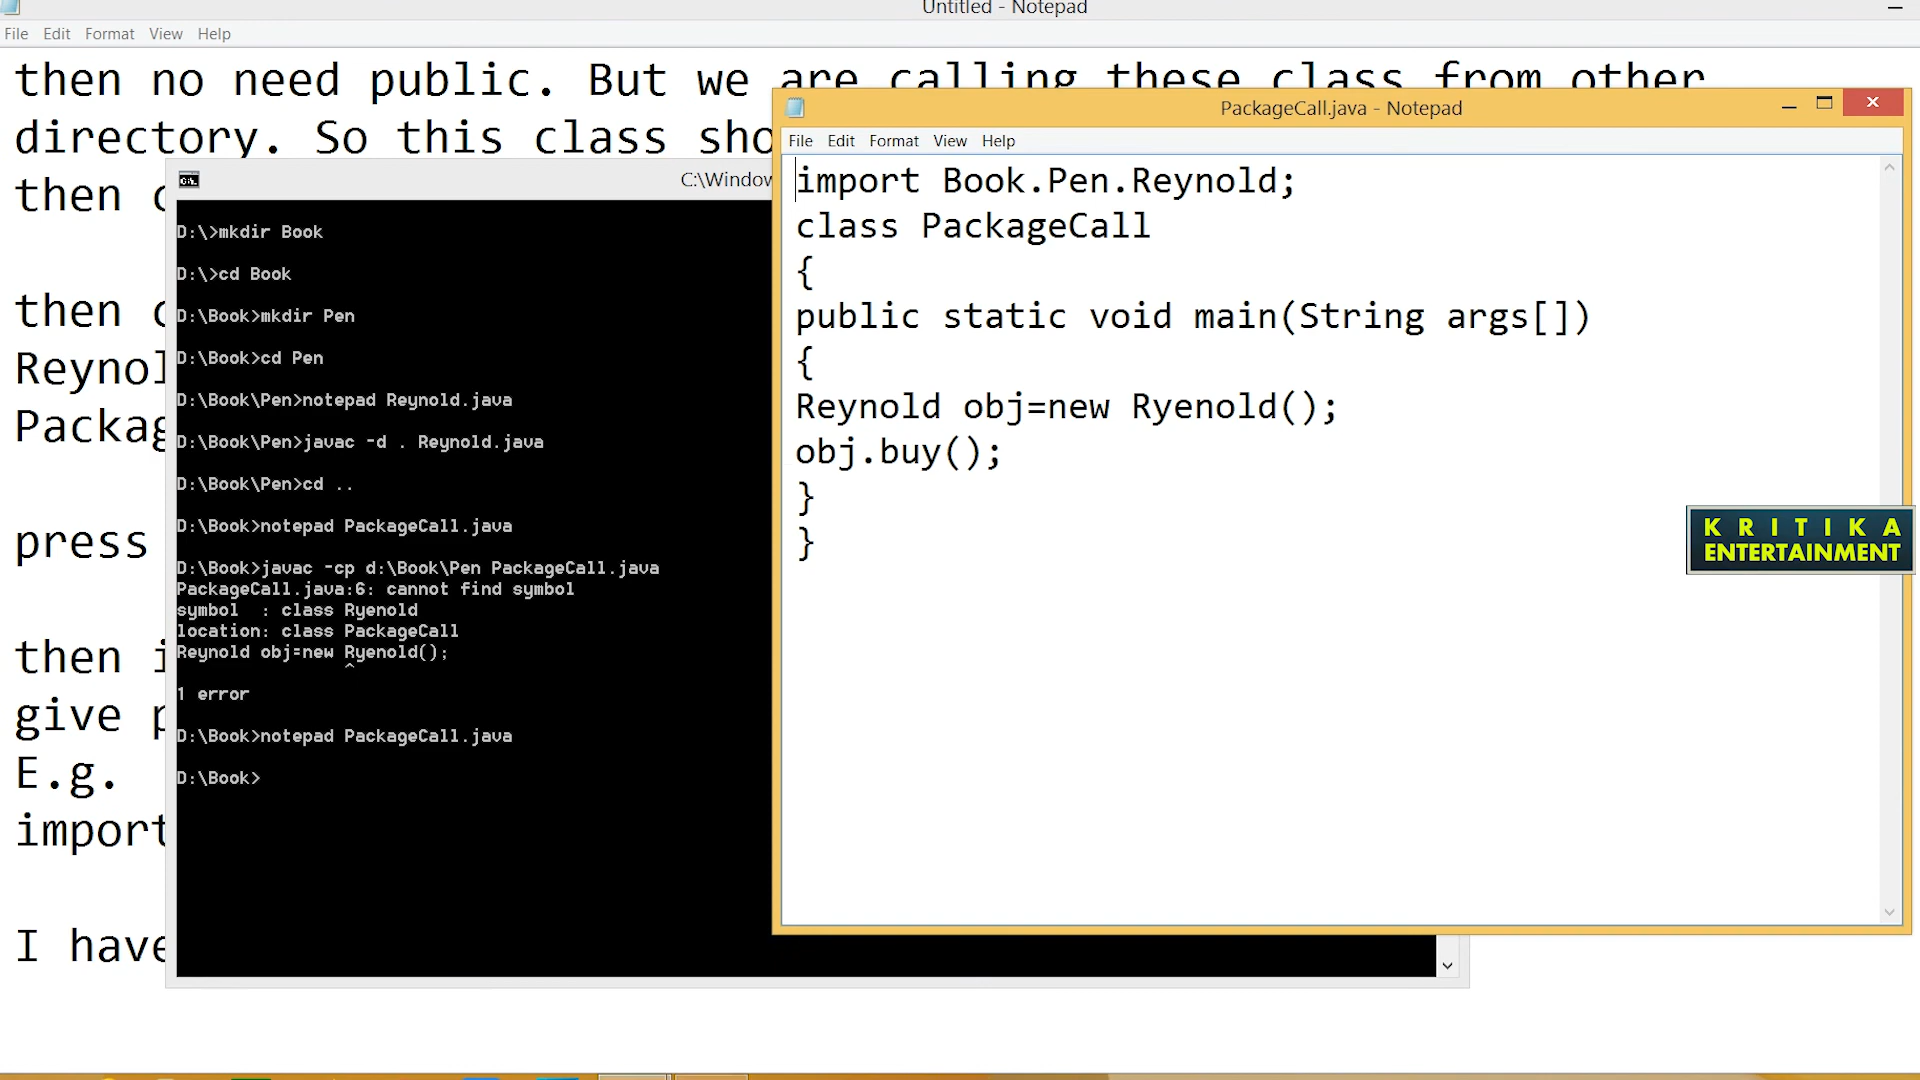 Untitled - Notepad
File Edit Format View Help
then no need public. But we are calling these class from other
directory. So this class sho
then c
then c
Reynol
Packag
press
then i
give p
E.g.
import
I have
C:\Window
D:\>mkdir Book
D:\>cd Book
D:\Book>mkdir Pen
D:\Book>cd Pen
D:\Book\Pen>notepad Reynold.java
D:\Book\Pen>javac -d . Reynold.java
D:\Book\Pen>cd ..
D:\Book>notepad PackageCall.java
D:\Book>javac -cp d:\Book\Pen PackageCall.java
PackageCall.java:6: cannot find symbol
symbol  : class Ryenold
location: class PackageCall
Reynold obj=new Ryenold();
^
1 error
D:\Book>notepad PackageCall.java
D:\Book>
PackageCall.java - Notepad
File Edit Format View Help
import Book.Pen.Reynold;
class PackageCall
{
public static void main(String args[])
{
Reynold obj=new Ryenold();
obj.buy();
}
}
KRITIKA
ENTERTAINMENT